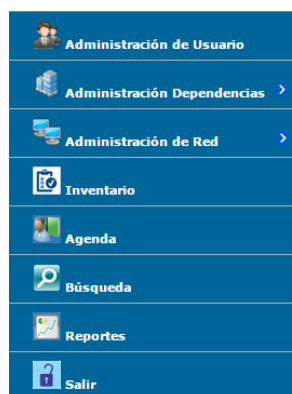 Administración de Usuario
Administración Dependencias
Administración de Red
Inventario
Agenda
Búsqueda
Reportes
Salir